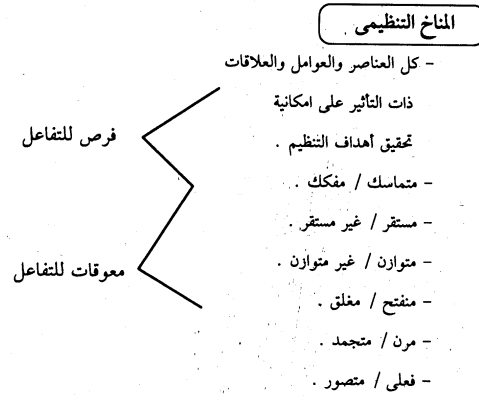 المناخ التنظيمى
- كل العناصر والعوامل والعلاقات
ذات التأثير على امكانية
تحقيق أهداف التنظيم .
- متماسك / مفكك .
- مستقر / غير مستقر .
- متوازن / غير متوازن .
- منفتح / مغلق .
- مرن / متجمد .
- فعلى / متصور .
فرص للتفاعل
معوقات للتفاعل